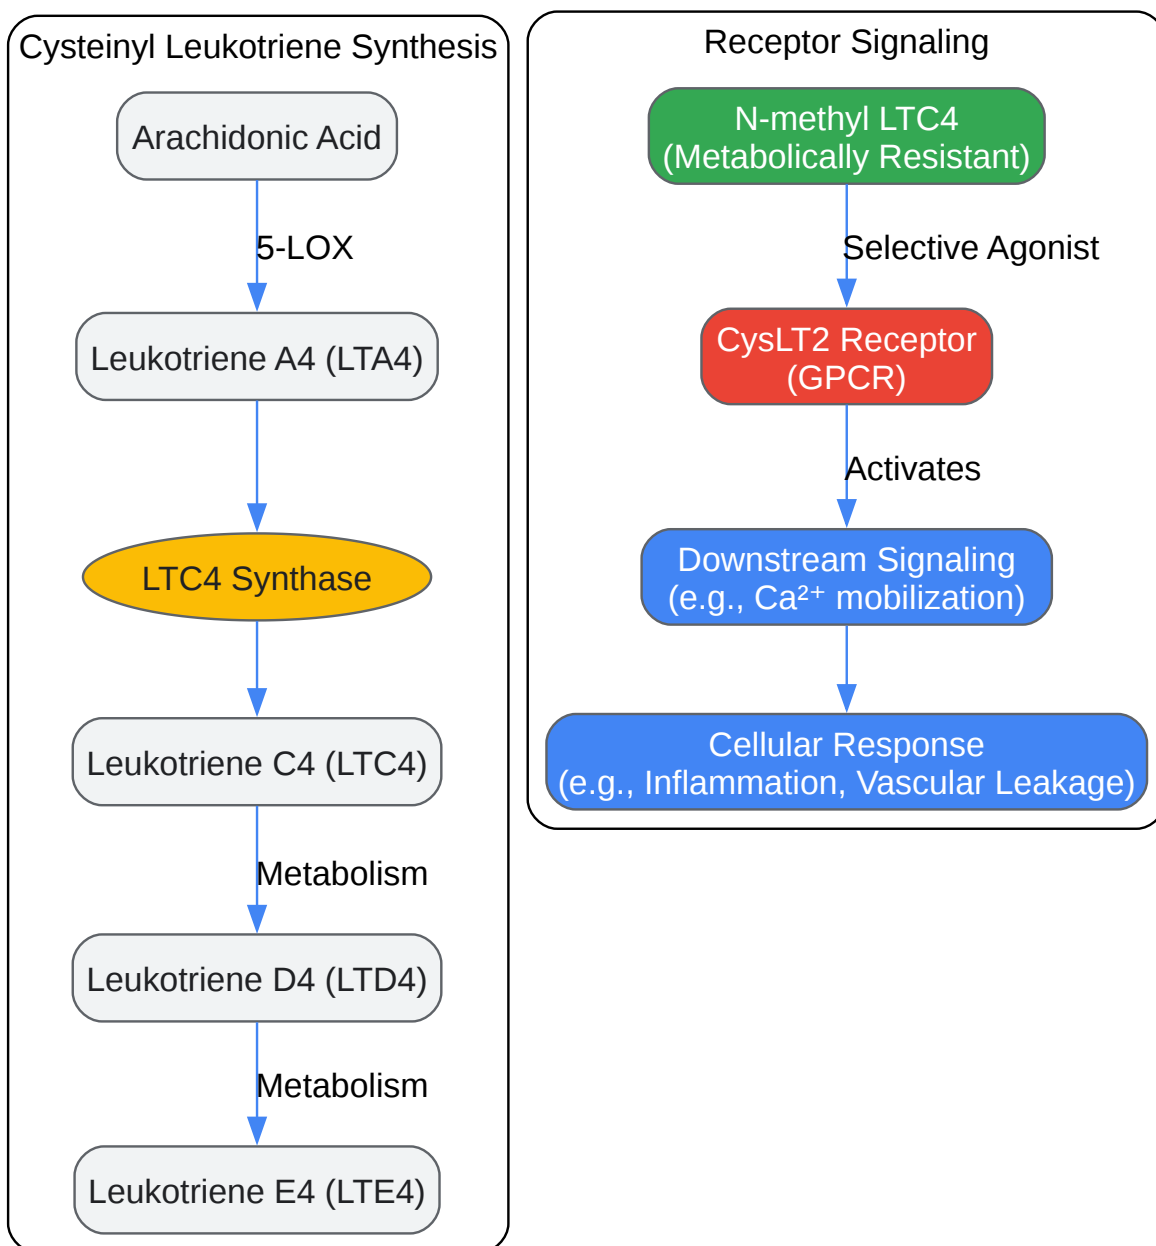 Cysteinyl Leukotriene Synthesis
Arachidonic Acid
5-LOX
Leukotriene A4 (LTA4)
LTC4 Synthase
Leukotriene C4 (LTC4)
Metabolism
Leukotriene D4 (LTD4)
Metabolism
Leukotriene E4 (LTE4)
Receptor Signaling
N-methyl LTC4
(Metabolically Resistant)
Selective Agonist
CysLT2 Receptor
(GPCR)
Activates
Downstream Signaling
(e.g., Ca²⁺ mobilization)
Cellular Response
(e.g., Inflammation, Vascular Leakage)